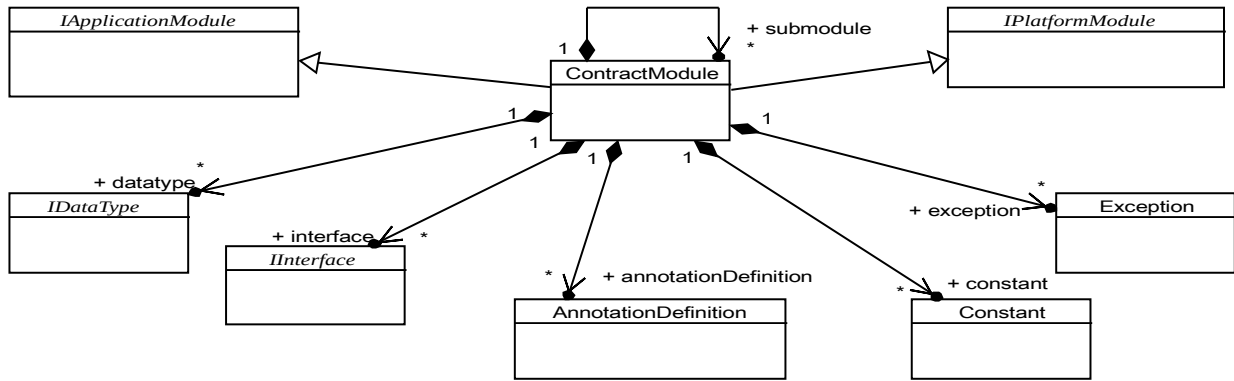 IApplicationModule
1
+ submodule
*
IPlatformModule
ContractModule
1
1
1
1
1
*
+ datatype
IDataType
+ interface
*
IInterface
*
+ annotationDefinition
AnnotationDefinition
*
+ constant
Constant
*
+ exception
Exception